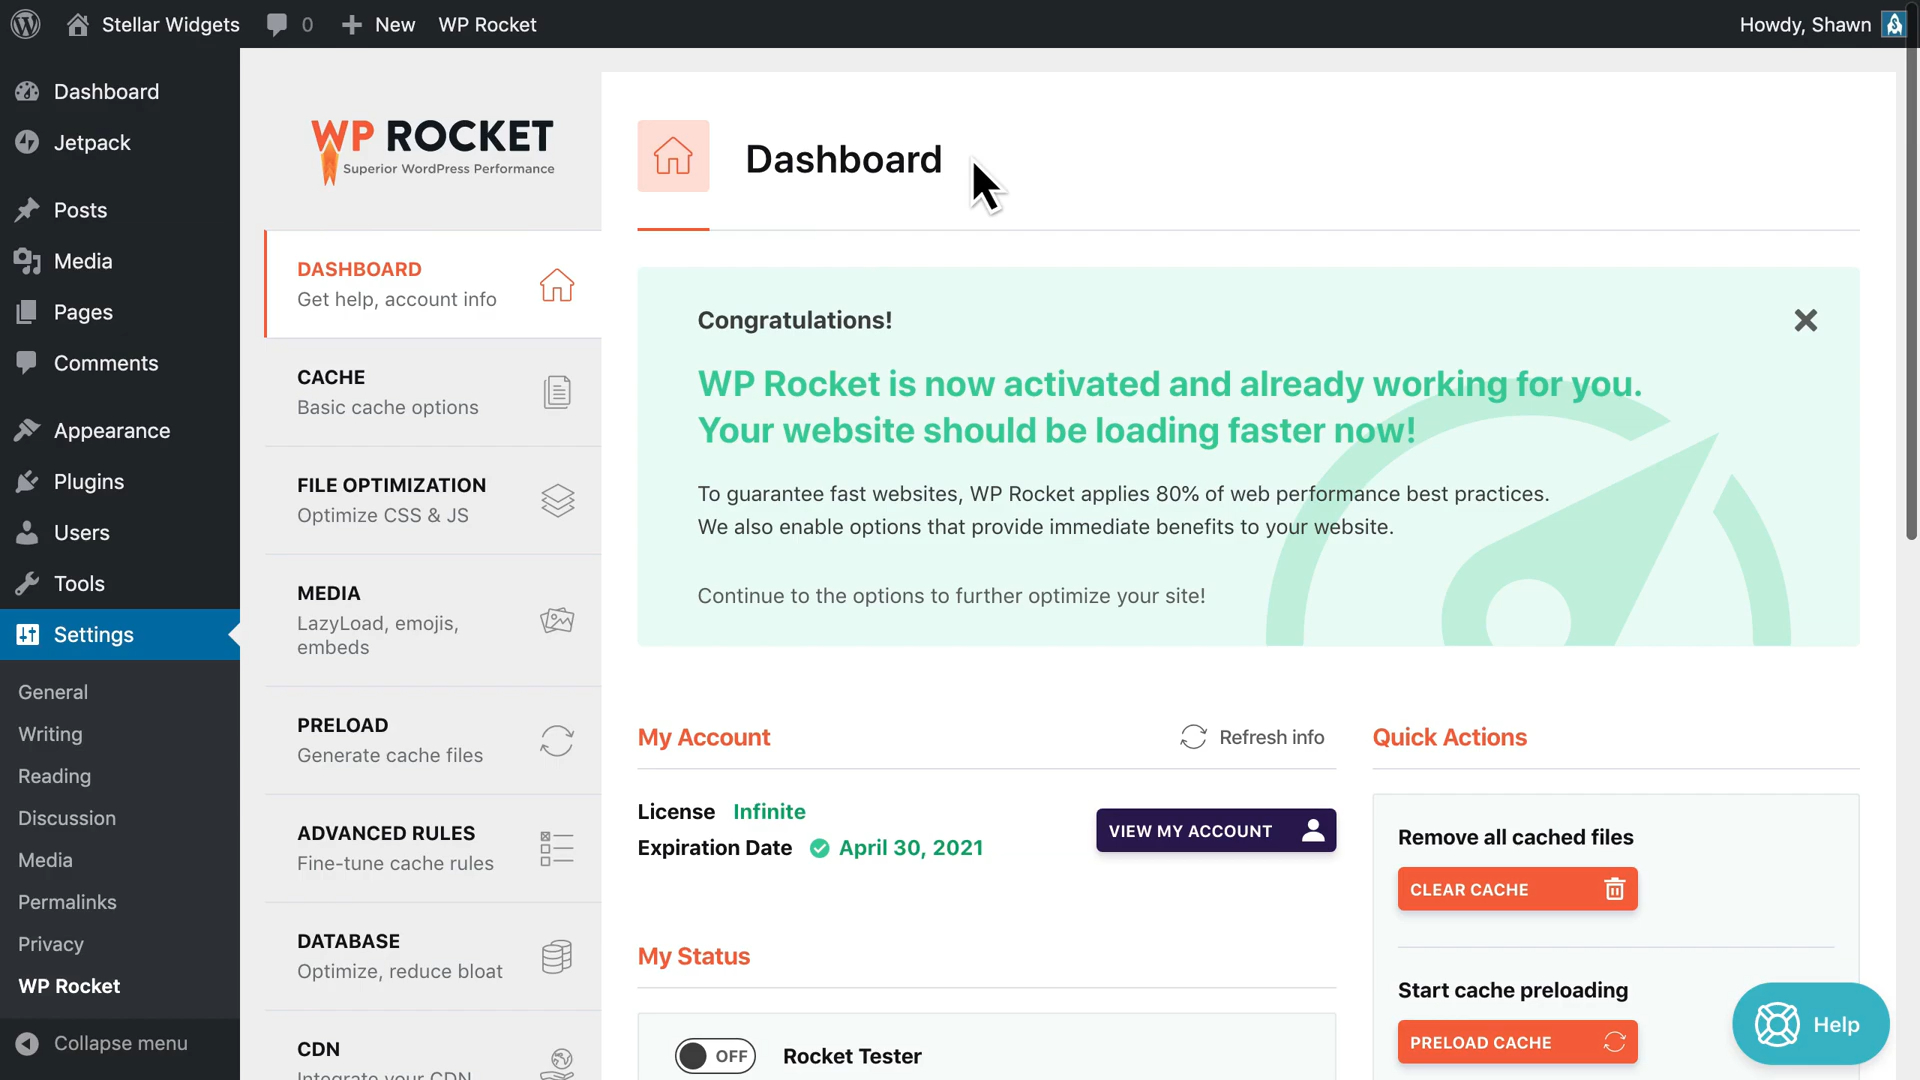 Stellar Widgets
0
New
WP Rocket
Howdy, Shawn
Dashboard
Jetpack
Posts
Media
Pages
Comments
Appearance
Plugins
Users
Tools
Settings
General
Writing
Reading
Discussion
Media
Permalinks
Privacy
WP Rocket
Collapse menu
WP ROCKET
Superior WordPress Performance
DASHBOARD
Get help, account info
CACHE
Basic cache options
FILE OPTIMIZATION
Optimize CSS & JS
MEDIA
LazyLoad, emojis,
embeds
PRELOAD
Generate cache files
ADVANCED RULES
Fine-tune cache rules
DATABASE
Optimize, reduce bloat
CDN
Integrate your CDN
Dashboard
Congratulations!
WP Rocket is now activated and already working for you.
Your website should be loading faster now!
To guarantee fast websites, WP Rocket applies 80% of web performance best practices.
We also enable options that provide immediate benefits to your website.
Continue to the options to further optimize your site!
My Account
Refresh info
License Infinite
Expiration Date April 30, 2021
VIEW MY ACCOUNT
My Status
OFF Rocket Tester
Quick Actions
Remove all cached files
CLEAR CACHE
Start cache preloading
PRELOAD CACHE
Help